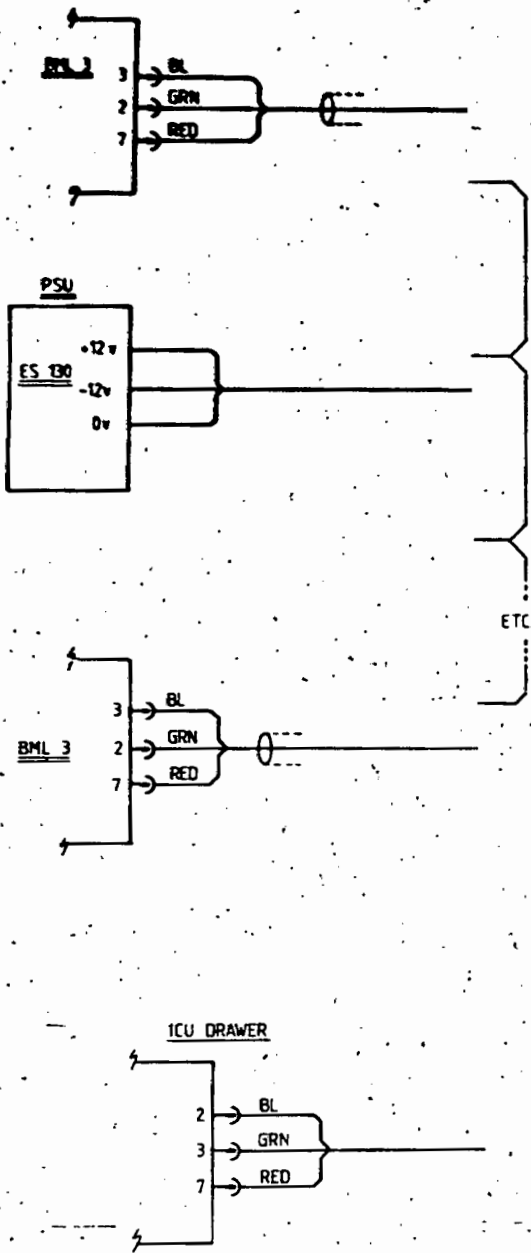 BML 3
3 BL
2 GRN
7 RED
PSU
ES 130
+12v
-12v
0v
ETC
BML 3
3 BL
2 GRN
7 RED
1CU DRAWER
2 BL
3 GRN
7 RED